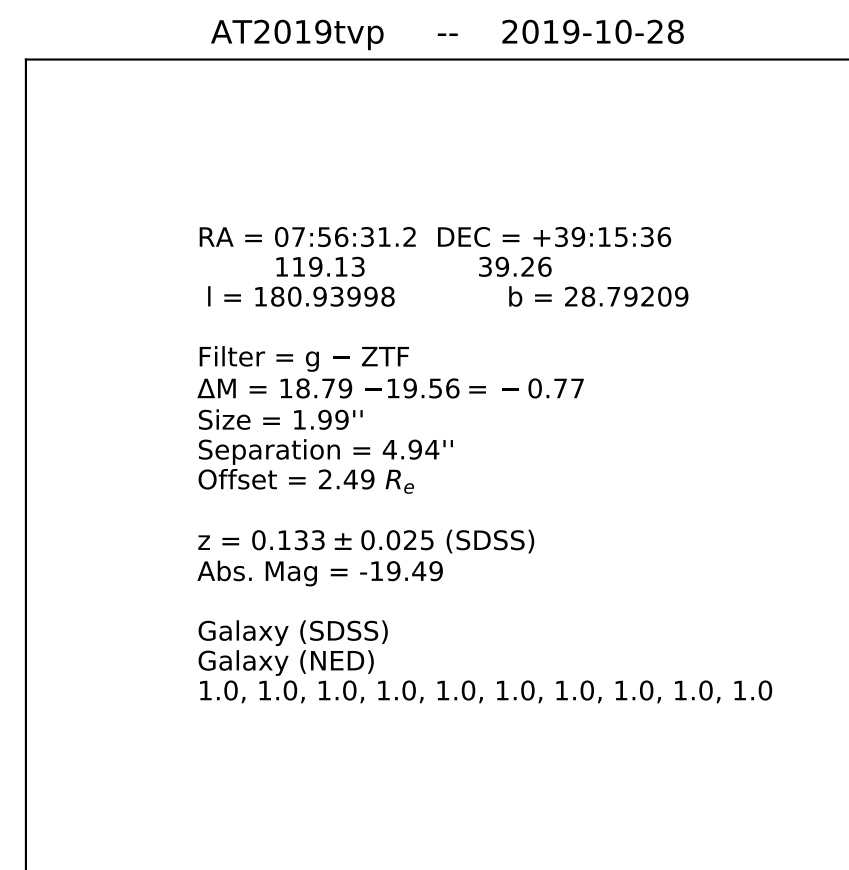 AT2019tvp -- 2019-10-28
RA = 07:56:31.2 DEC = +39:15:36
119.13 39.26
l = 180.93998 b = 28.79209
Filter = g − ZTF
ΔM = 18.79 −19.56 = − 0.77
Size = 1.99''
Separation = 4.94''
Offset = 2.49 Rₑ
z = 0.133 ± 0.025 (SDSS)
Abs. Mag = -19.49
Galaxy (SDSS)
Galaxy (NED)
1.0, 1.0, 1.0, 1.0, 1.0, 1.0, 1.0, 1.0, 1.0, 1.0